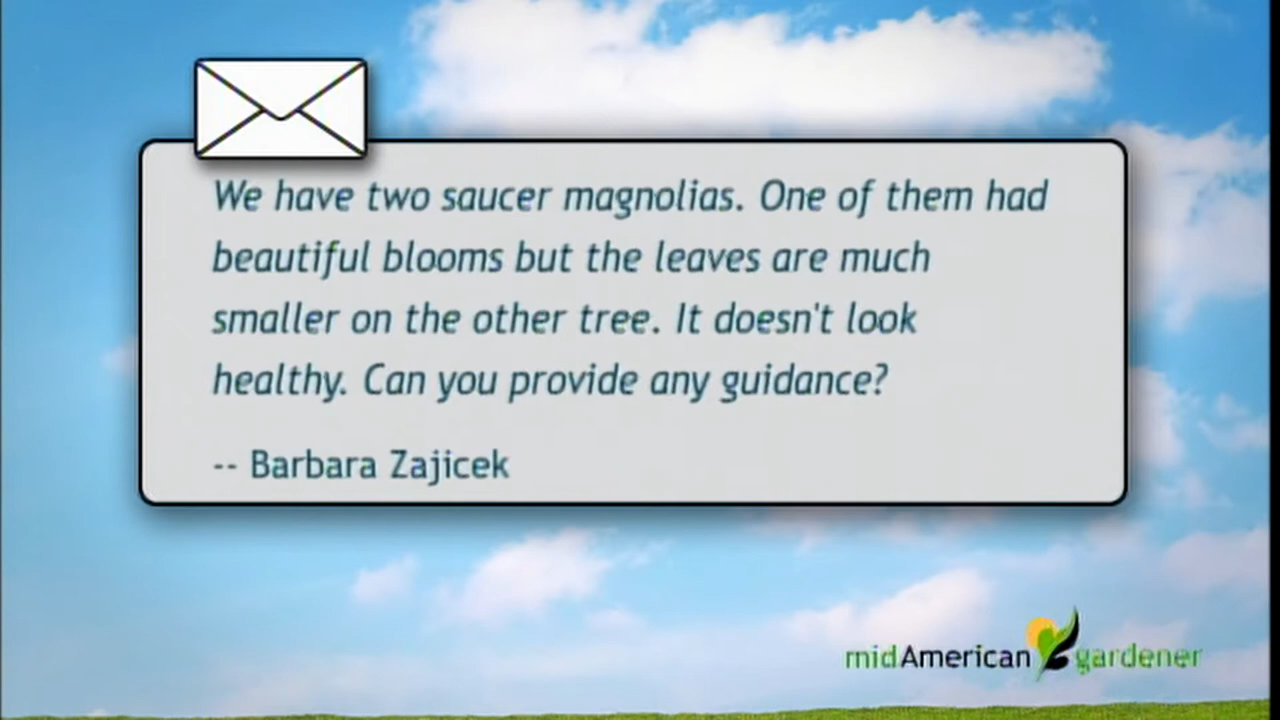 We have two saucer magnolias. One of them had
beautiful blooms but the leaves are much
smaller on the other tree. It doesn't look
healthy. Can you provide any guidance?
-- Barbara Zajicek
midAmerican gardener